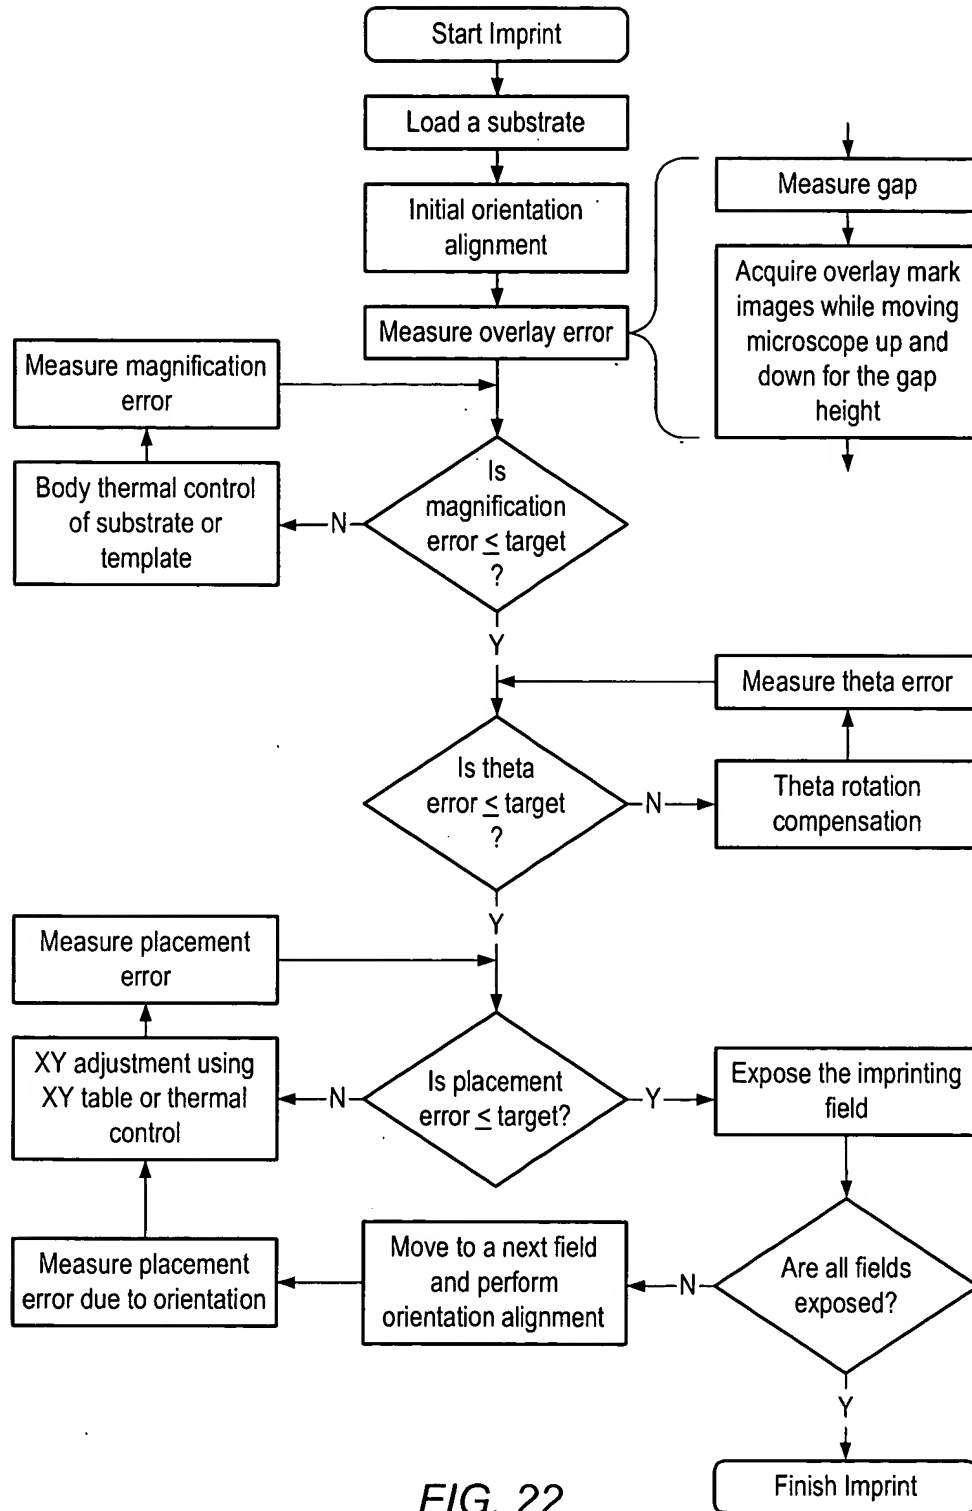 Start Imprint
Load a substrate
Initial orientation
alignment
Measure overlay error
Measure gap
Acquire overlay mark
images while moving
microscope up and
down for the gap
height
Measure magnification
error
Body thermal control
of substrate or
template
N
Is
magnification
error ≤ target
?
Y
Measure theta error
Is theta
error ≤ target
?
N
Theta rotation
compensation
Y
Measure placement
error
XY adjustment using
XY table or thermal
control
N
Is placement
error ≤ target?
Y
Expose the imprinting
field
Measure placement
error due to orientation
Move to a next field
and perform
orientation alignment
N
Are all fields
exposed?
Y
Finish Imprint
FIG. 22